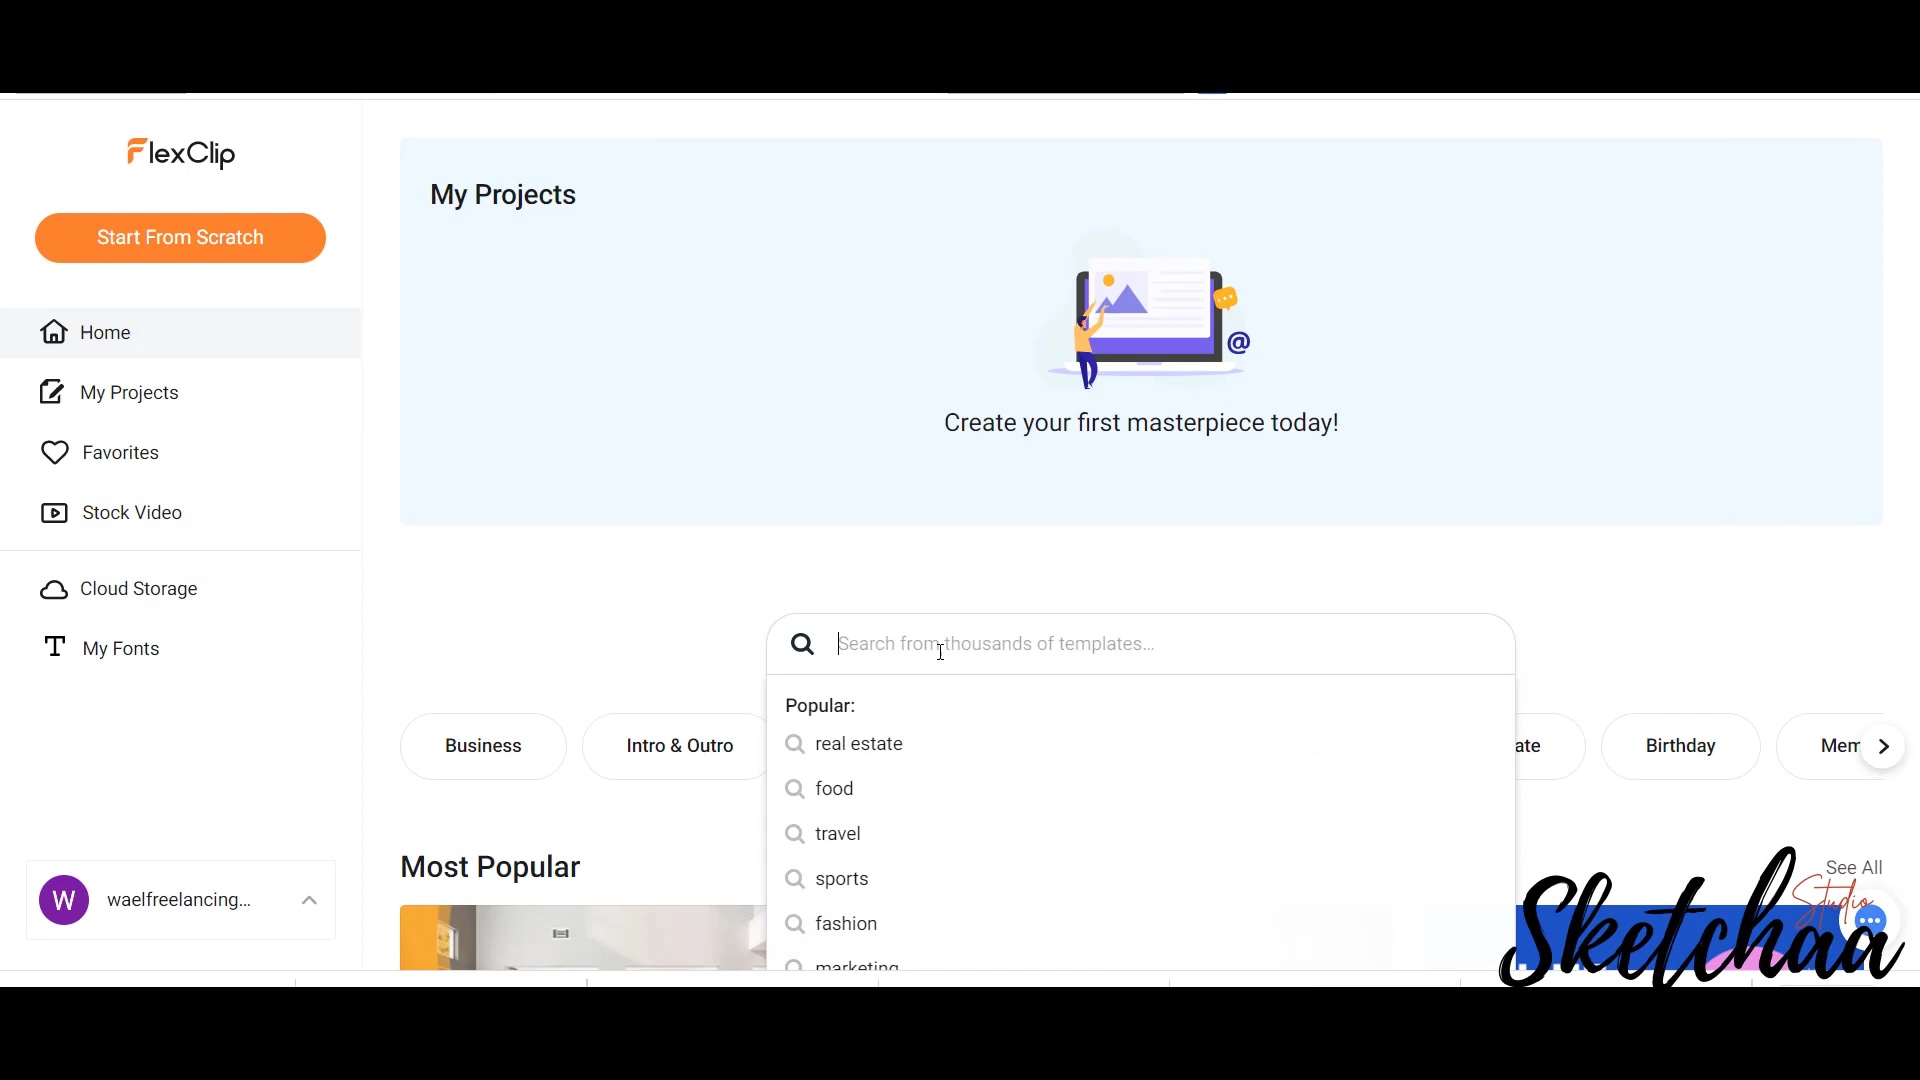 FlexClip
Start From Scratch
Home
My Projects
Favorites
Stock Video
Cloud Storage
My Fonts
W
waelfreelancing...
My Projects
@
Create your first masterpiece today!
Search from thousands of templates...
Popular:
real estate
food
travel
sports
fashion
marketing
Business
Intro & Outro
ate
Birthday
Mem
Most Popular
See All
Sketchaa
Studio